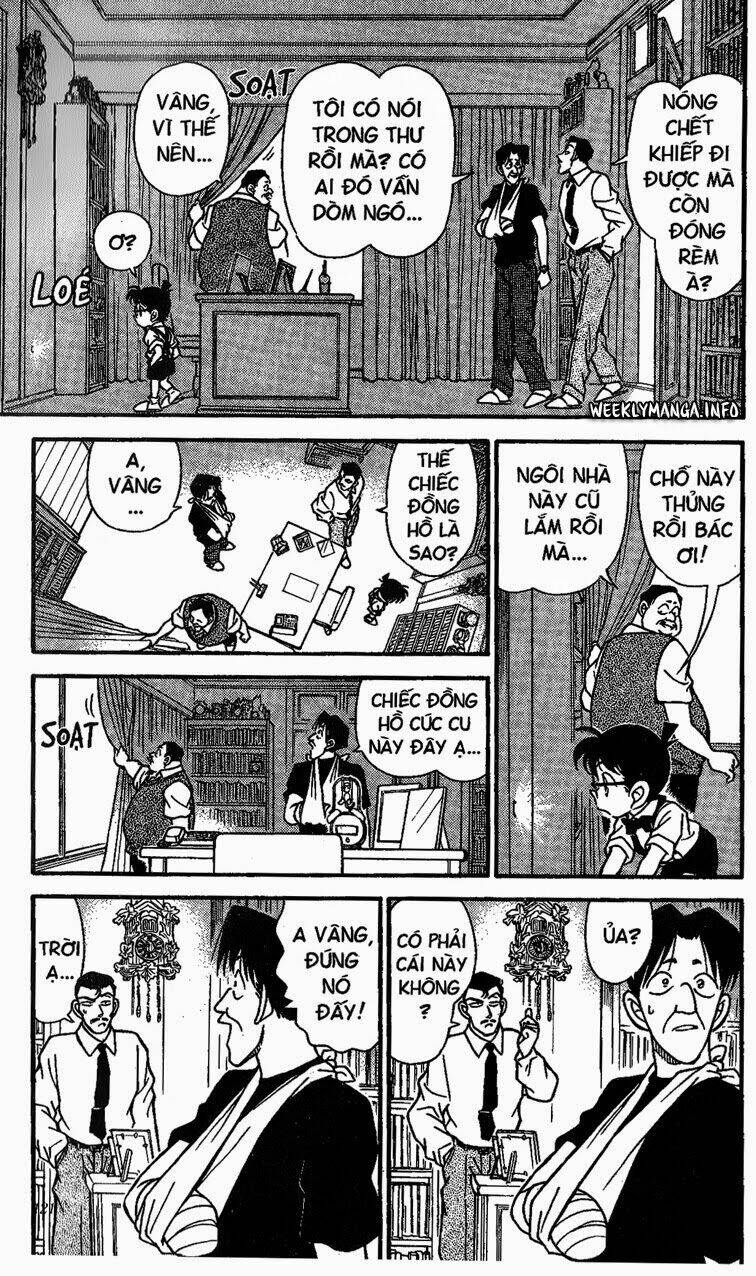 NÓNG
CHẾT
KHIẾP ĐI
ĐƯỢC MÀ
CÒN
ĐÓNG
RÈM
À?
TÔI CÓ NÓI
TRONG THƯ
RỒI MÀ? CÓ
AI ĐÓ VẪN
DÒM NGÓ...
SOẠT
VÂNG,
VÌ THẾ
NÊN...
Ơ?
LOÉ
WEEKLYMANGA.INFO
CHỖ NÀY
THỦNG
RỒI BÁC
ƠI!
NGÔI NHÀ
NÀY CŨ
LẮM RỒI
MÀ...
THẾ
CHIẾC
ĐỒNG
HỒ LÀ
SAO?
A,
VÂNG
...
CHIẾC ĐỒNG
HỒ CÚC CU
NÀY ĐÂY Ạ...
SOẠT
ỦA?
CÓ PHẢI
CÁI NÀY
KHÔNG
?
A VÂNG,
ĐÚNG
NÓ
ĐẤY!
TRỜI
Ạ...
121